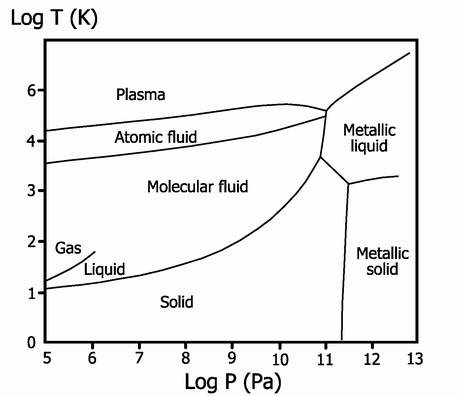 Log T (K)
6
4
3
2
1
0
Plasma
Atomic fluid
Metallic
liquid
Molecular fluid
Gas
Liquid
Metallic
solid
Solid
5 6 7 8 9 10 11 12 13
Log P (Pa)